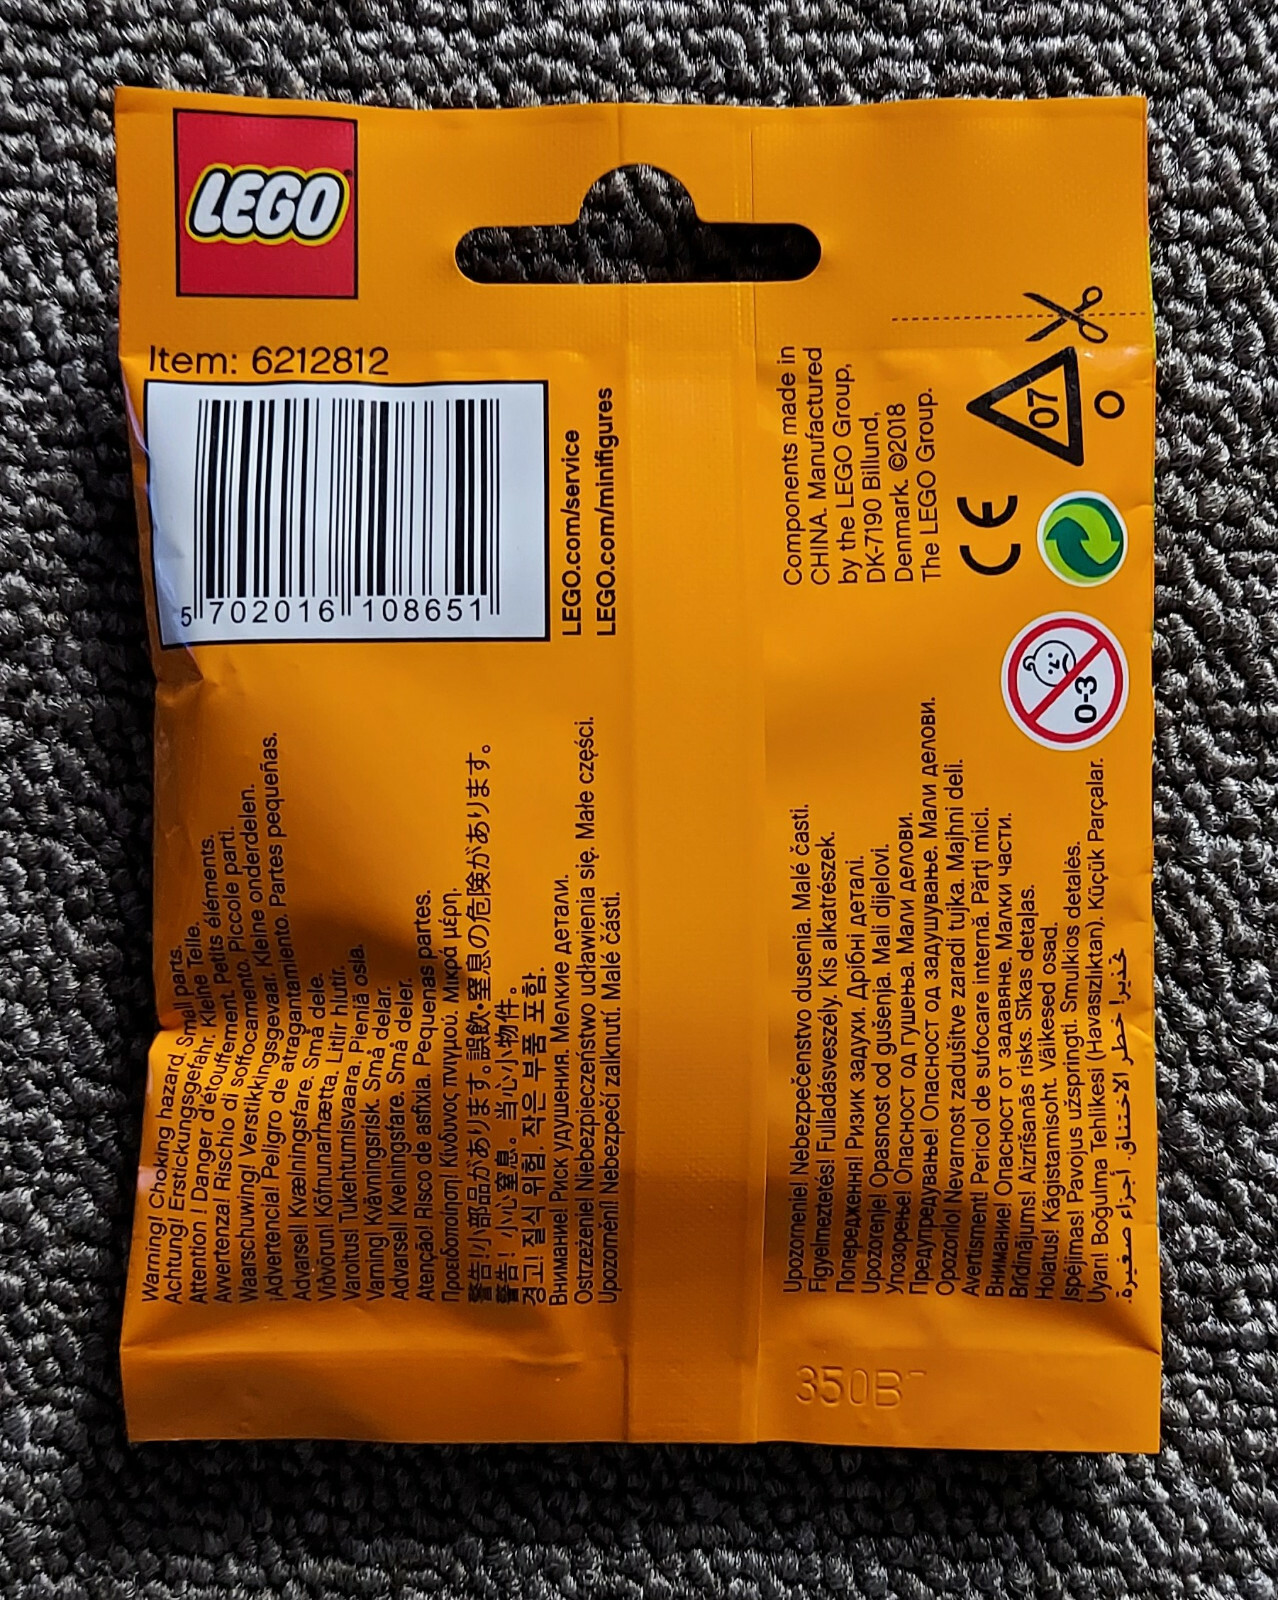 LEGO
Item: 6212812
5 702016 108651
LEGO.com/service
LEGO.com/minifigures
Warning! Choking hazard. Small parts.
Achtung! Erstickungsgefahr. Kleine Teile.
Attention ! Danger d'étouffement. Petits éléments.
Avvertenza! Rischio di soffocamento. Piccole parti.
Waarschuwing! Verstikkingsgevaar. Kleine onderdelen.
¡Advertencia! Peligro de atragantamiento. Partes pequeñas.
Advarsel! Kvælningsfare. Små dele.
Viðvörun! Köfnunarhætta. Litlir hlutir.
Varoitus! Tukehtumisvaara. Pieniä osia.
Varning! Kvävningsrisk. Små delar.
Advarsel! Kvelningsfare. Små deler.
Atenção! Risco de asfixia. Pequenas partes.
Προειδοποίηση! Κίνδυνος πνιγμού. Μικρά μέρη.
警告!小部品があります。誤飲・窒息の危険があります。
警告! 小心窒息。当心小物件。
경고! 질식 위험. 작은 부품 포함.
Внимание! Риск удушения. Мелкие детали.
Ostrzeżenie! Niebezpieczeństwo udławienia się. Małe części.
Upozornění! Nebezpečí zalknutí. Malé části.
Components made in
CHINA. Manufactured
by the LEGO Group,
DK-7190 Billund,
Denmark. ©2018
The LEGO Group.
07
O
CE
0-3
Upozornenie! Nebezpečenstvo dusenia. Malé časti.
Figyelmeztetés! Fulladásveszély. Kis alkatrészek.
Попередження! Ризик задухи. Дрібні деталі.
Upozorenje! Opasnost od gušenja. Mali dijelovi.
Упозорење! Опасност од гушења. Мали делови.
Предупредување! Опасност од задушување. Мали делови.
Opozorilo! Nevarnost zadušitve zaradi tujka. Majhni deli.
Avertisment! Pericol de sufocare internă. Părţi mici.
Внимание! Опасност от задавяне. Малки части.
Brīdinājums! Aizrīšanās risks. Sīkas detaļas.
Hoiatus! Kägistamisoht. Väikesed osad.
Įspėjimas! Pavojus užspringti. Smulkios detalės.
Uyarı! Boğulma Tehlikesi (Havasızlıktan). Küçük Parçalar.
تحذير! خطر الاختناق. أجزاء صغيرة.
350B